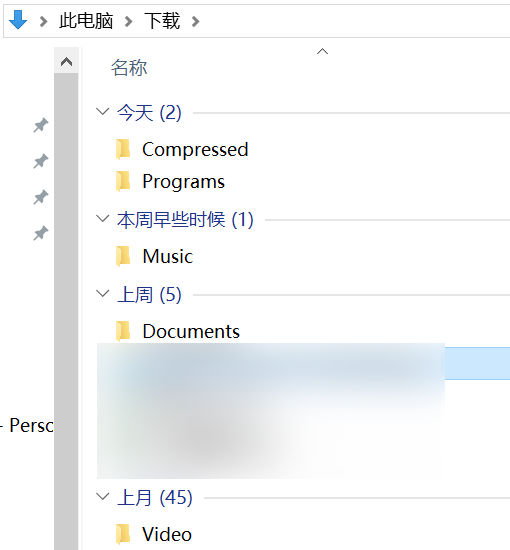 此电脑 下载
名称
今天 (2)
Compressed
Programs
本周早些时候 (1)
Music
上周 (5)
Documents
- Perso
上月 (45)
Video